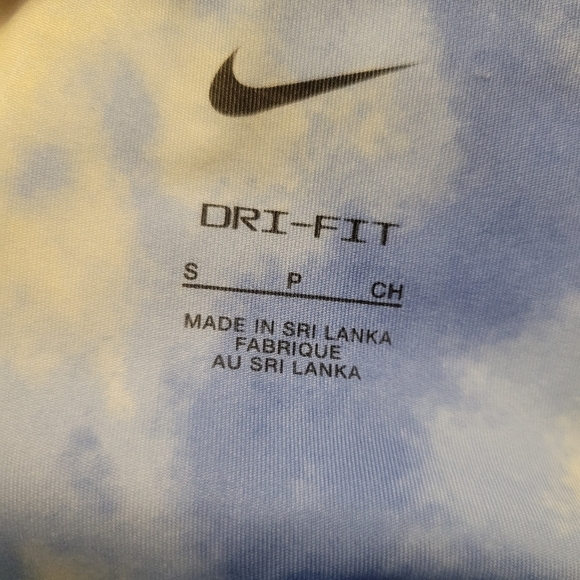 DRI-FIT
S P CH
MADE IN SRI LANKA
FABRIQUE
AU SRI LANKA